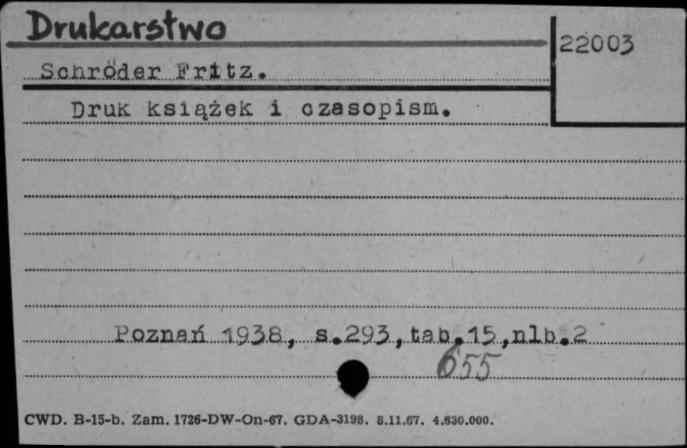 Drukarstwo
22003
Schröder Fritz.
Druk książek i czasopism.
Poznań 1938, s.293,tab.15,nlb.2
655
CWD. B-15-b. Zam. 1726-DW-On-67. GDA-3198. 8.11.67. 4.630.000.